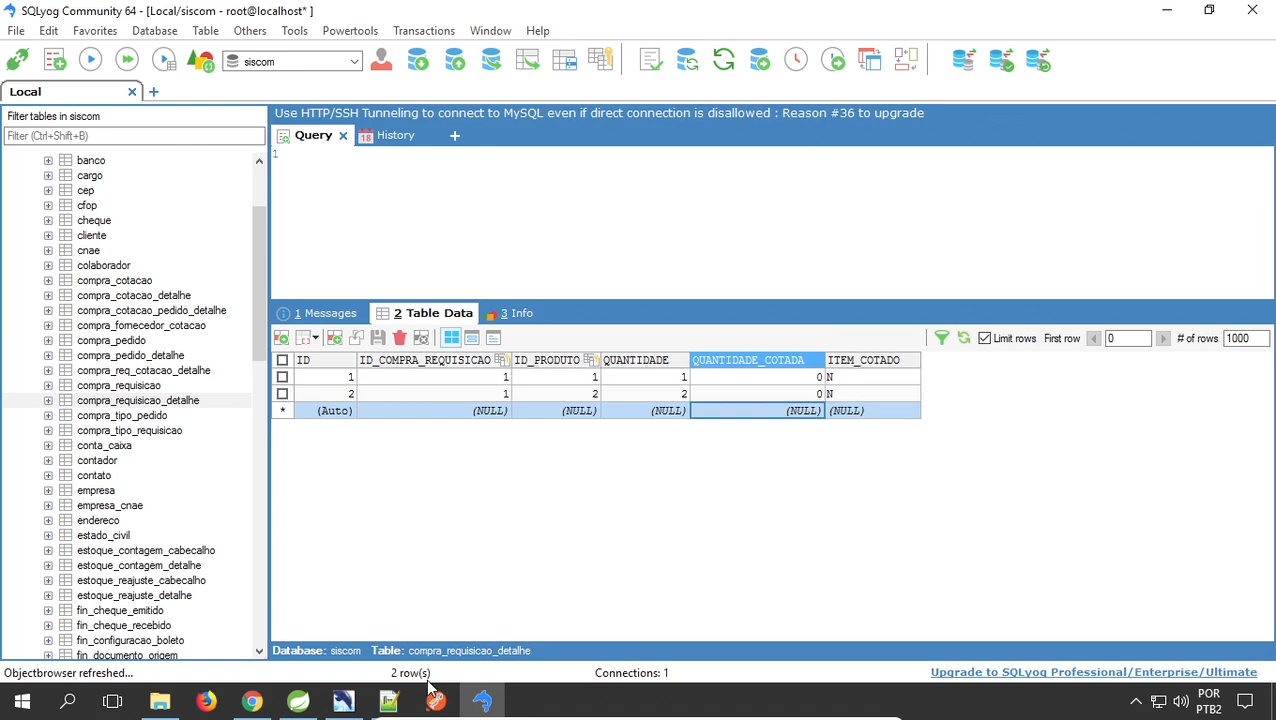 SQLyog Community 64 - [Local/siscom - root@localhost* ]
File Edit Favorites Database Table Others Tools Powertools Transactions Window Help
siscom
Local
Filter tables in siscom
Filter (Ctrl+Shift+B)
banco
cargo
cep
cfop
cheque
cliente
cnae
colaborador
compra_cotacao
compra_cotacao_detalhe
compra_cotacao_pedido_detalhe
compra_fornecedor_cotacao
compra_pedido
compra_pedido_detalhe
compra_req_cotacao_detalhe
compra_requisicao
compra_requisicao_detalhe
compra_tipo_pedido
compra_tipo_requisicao
conta_caixa
contador
contato
empresa
empresa_cnae
endereco
estado_civil
estoque_contagem_cabecalho
estoque_contagem_detalhe
estoque_reajuste_cabecalho
estoque_reajuste_detalhe
fin_cheque_emitido
fin_cheque_recebido
fin_configuracao_boleto
fin_documento_origem
Use HTTP/SSH Tunneling to connect to MySQL even if direct connection is disallowed : Reason #36 to upgrade
Query 18 History
1
1 Messages 2 Table Data 3 Info
Limit rows First row 0 # of rows 1000
ID ID_COMPRA_REQUISICAO ID_PRODUTO QUANTIDADE QUANTIDADE_COTADA ITEM_COTADO
1 1 1 1 0 N
2 1 2 2 0 N
* (Auto) (NULL) (NULL) (NULL) (NULL) (NULL)
Database: siscom Table: compra_requisicao_detalhe
Objectbrowser refreshed... 2 row(s) Connections: 1 Upgrade to SQLyog Professional/Enterprise/Ultimate
POR
PTB2